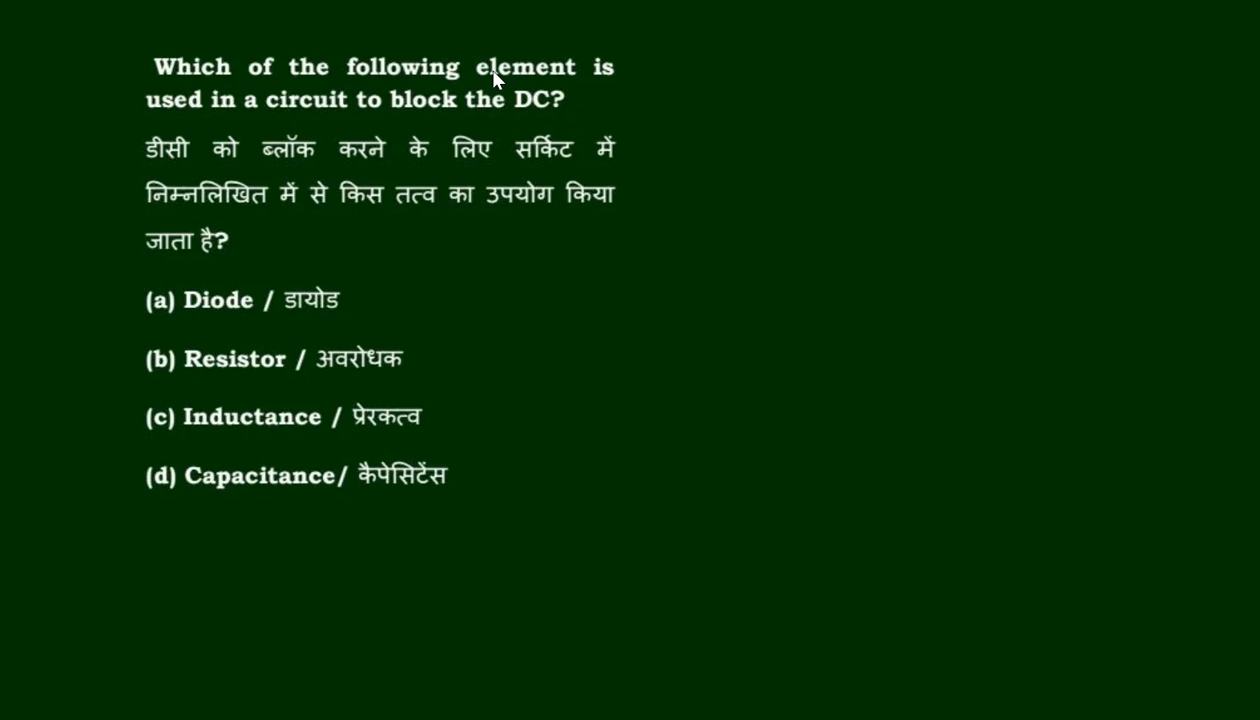 Which of the following element is
used in a circuit to block the DC?
डीसी को ब्लॉक करने के लिए सर्किट में
निम्नलिखित में से किस तत्व का उपयोग किया
जाता है?
(a) Diode / डायोड
(b) Resistor / अवरोधक
(c) Inductance / प्रेरकत्व
(d) Capacitance/ कैपेसिटेंस